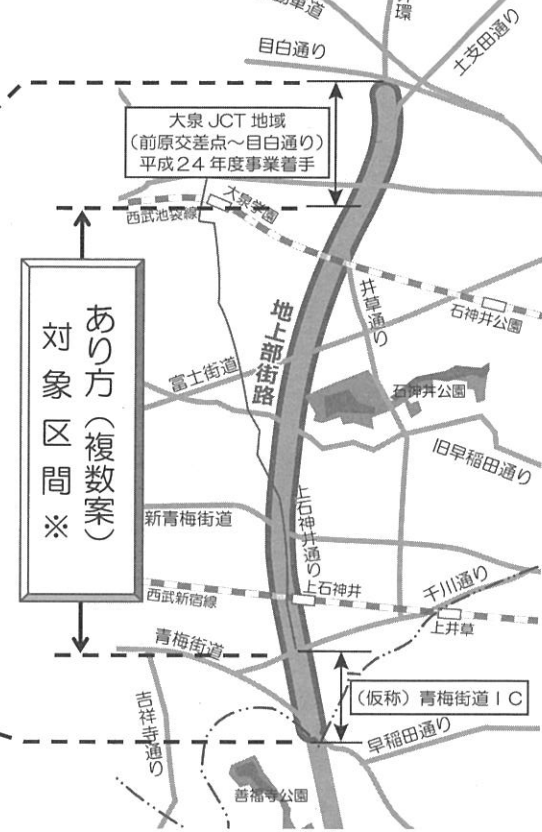 動車道
環
目白通り
土支田通り
大泉 JCT 地域
(前原交差点~目白通り)
平成24年度事業着手
西武池袋線
大泉学園
あり方(複数案)
対象区間※
地上部街路
井草通り
石神井公園
富士街道
石神井公園
旧早稲田通り
新青梅街道
上石神井通り
西武新宿線
上石神井
千川通り
上井草
青梅街道
(仮称)青梅街道IC
吉祥寺通り
早稲田通り
善福寺公園